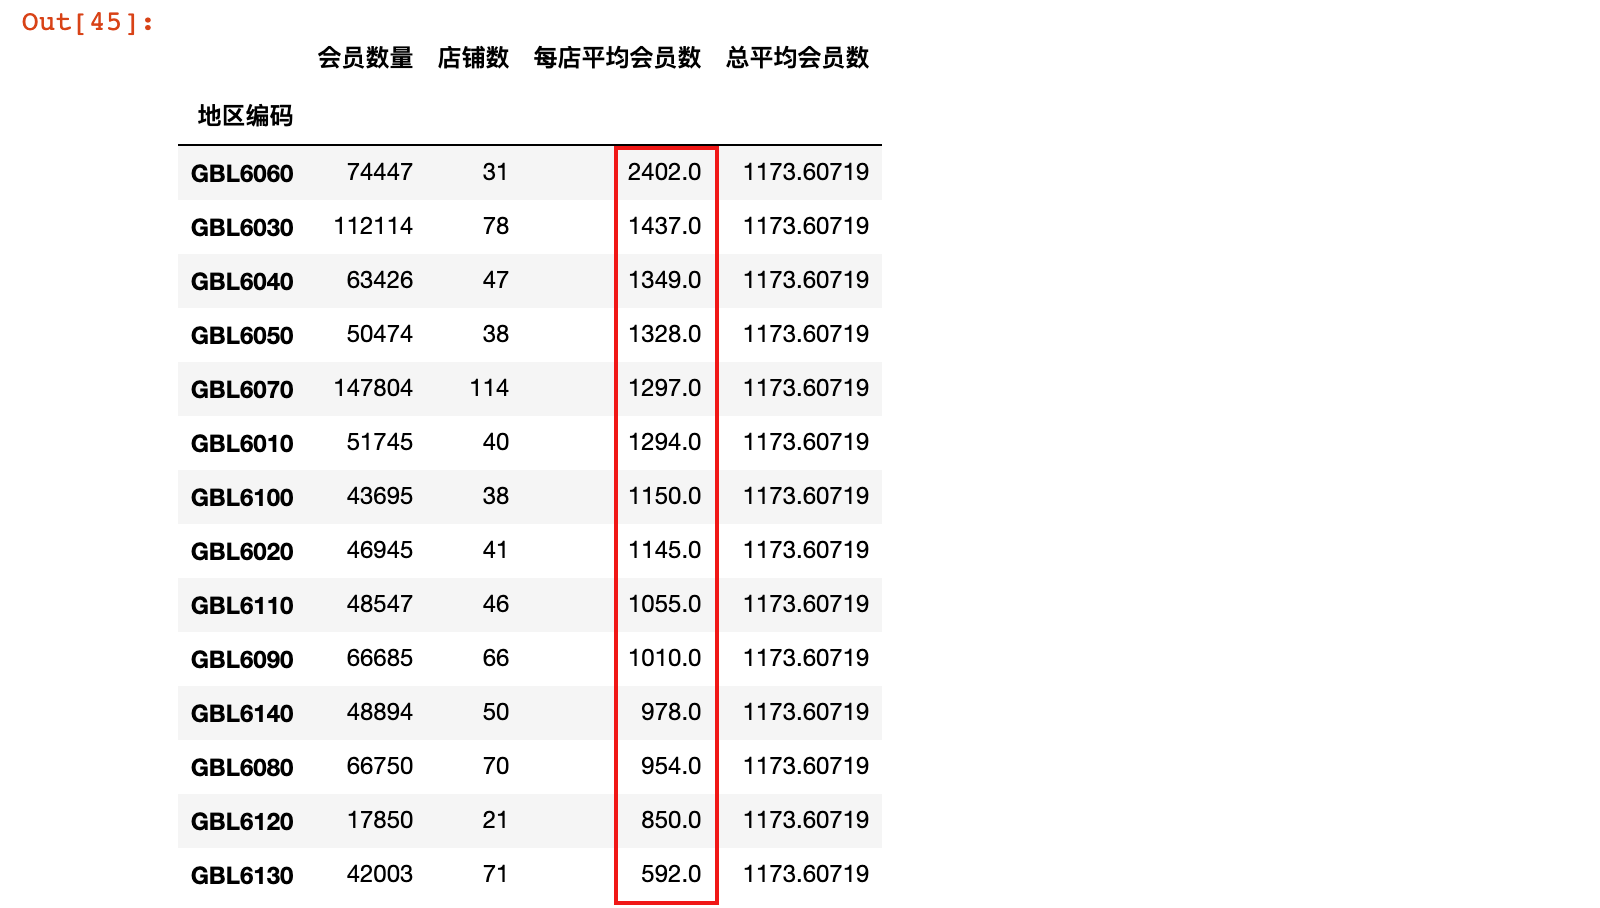 Out[45]:
会员数量 店铺数 每店平均会员数 总平均会员数
地区编码
GBL6060 74447 31 2402.0 1173.60719
GBL6030 112114 78 1437.0 1173.60719
GBL6040 63426 47 1349.0 1173.60719
GBL6050 50474 38 1328.0 1173.60719
GBL6070 147804 114 1297.0 1173.60719
GBL6010 51745 40 1294.0 1173.60719
GBL6100 43695 38 1150.0 1173.60719
GBL6020 46945 41 1145.0 1173.60719
GBL6110 48547 46 1055.0 1173.60719
GBL6090 66685 66 1010.0 1173.60719
GBL6140 48894 50 978.0 1173.60719
GBL6080 66750 70 954.0 1173.60719
GBL6120 17850 21 850.0 1173.60719
GBL6130 42003 71 592.0 1173.60719